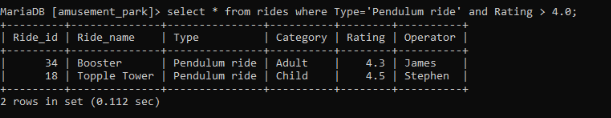 MariaDB [amusement_park]> select * from rides where Type='Pendulum ride' and Rating > 4.0;
+---------+--------------+---------------+----------+--------+----------+
| Ride_id | Ride_name    | Type          | Category | Rating | Operator |
+---------+--------------+---------------+----------+--------+----------+
|      34 | Booster      | Pendulum ride | Adult    |    4.3 | James    |
|      18 | Topple Tower | Pendulum ride | Child    |    4.5 | Stephen  |
+---------+--------------+---------------+----------+--------+----------+
2 rows in set (0.112 sec)